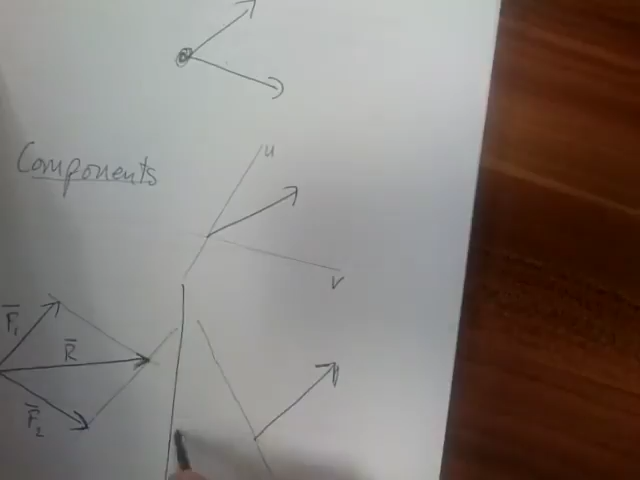 Components
u
v
F₁
R
F₂